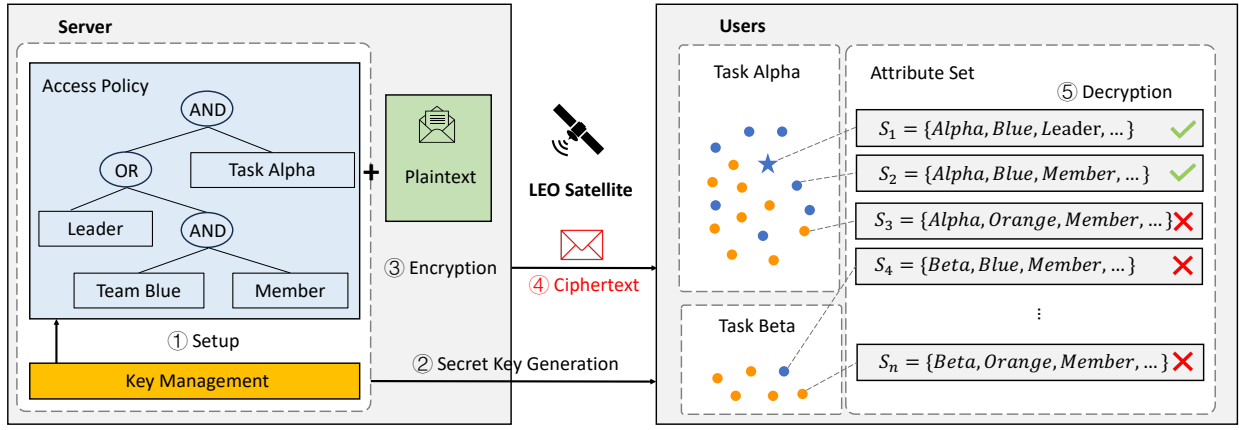 Server
Access Policy
AND
OR
Task Alpha
Leader
AND
Team Blue
Member
① Setup
Key Management
+
Plaintext
③ Encryption
LEO Satellite
④ Ciphertext
② Secret Key Generation
Users
Task Alpha
Task Beta
Attribute Set
⑤ Decryption
S₁ = {Alpha, Blue, Leader, …}
S₂ = {Alpha, Blue, Member, …}
S₃ = {Alpha, Orange, Member, …}
S₄ = {Beta, Blue, Member, …}
⋮
Sₙ = {Beta, Orange, Member, …}